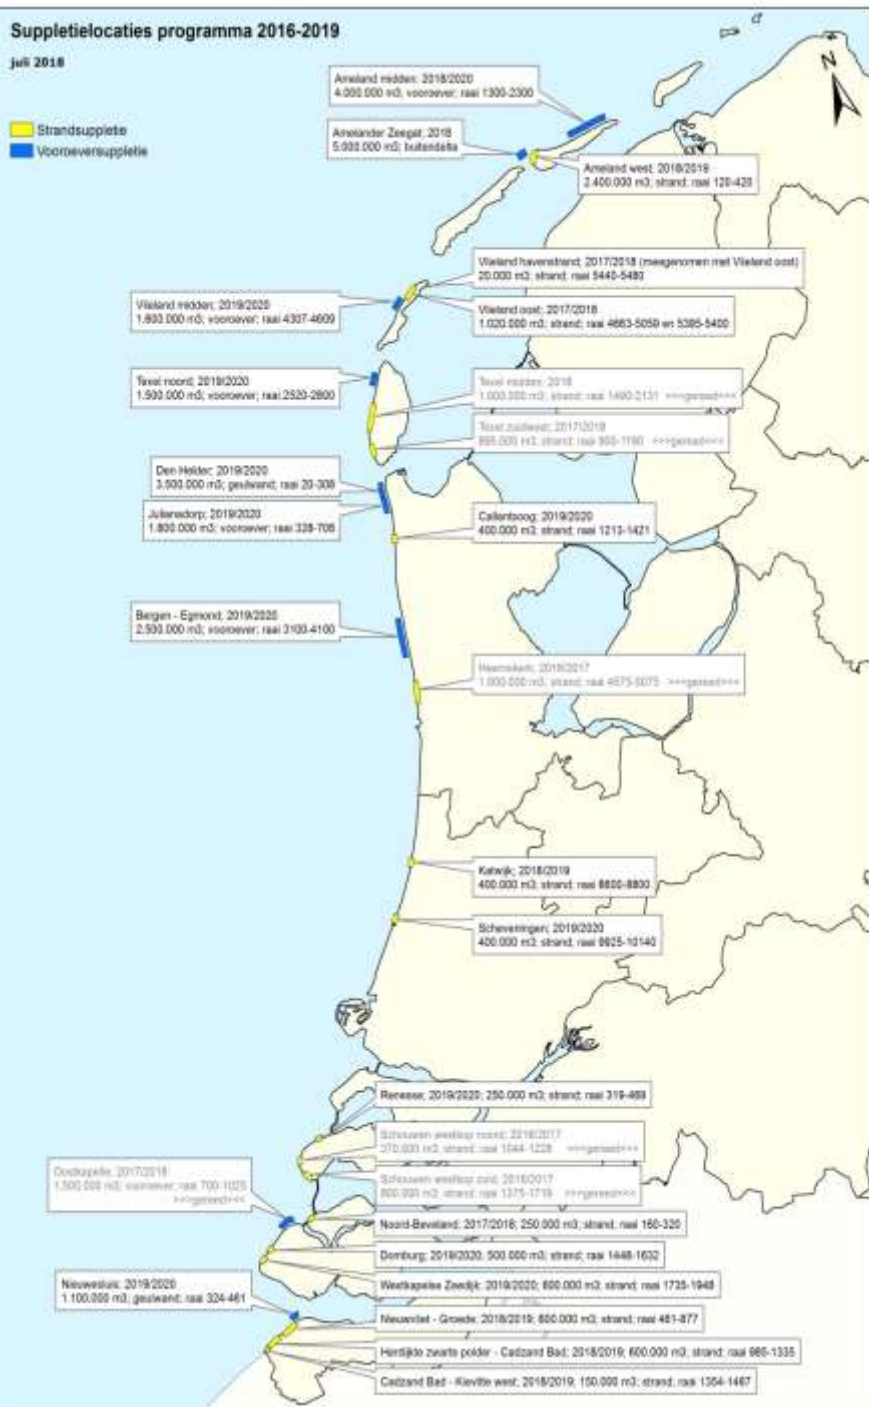 Suppletielocaties programma 2016-2019
juli 2018
N
Strandsuppletie
Vooroeversuppletie
Ameland midden; 2018/2020
4.000.000 m3; vooroever; raai 1300-2300
Amelander Zeegat; 2018
5.000.000 m3; buitendelta
Ameland west; 2018/2019
2.400.000 m3; strand; raai 120-420
Vlieland havenstrand; 2017/2018 (meegenomen met Vlieland oost)
20.000 m3; strand; raai 5440-5480
Vlieland midden; 2019/2020
1.600.000 m3; vooroever; raai 4307-4609
Vlieland oost; 2017/2018
1.020.000 m3; strand; raai 4663-5059 en 5395-5400
Texel noord; 2019/2020
1.500.000 m3; vooroever; raai 2520-2800
Texel midden; 2018
1.000.000 m3; strand; raai 1490-2131 >>>gereed<<<
Texel zuidwest; 2017/2018
m3; strand; raai >>>gereed<<<
Den Helder; 2019/2020
3.500.000 m3; geulwand; raai 20-308
Julianadorp; 2019/2020
1.800.000 m3; vooroever; raai 328-708
Callantsoog; 2019/2020
400.000 m3; strand; raai 1213-1421
Bergen - Egmond; 2019/2020
2.500.000 m3; vooroever; raai 3100-4100
Heemskerk; 2016/2017
1.000.000 m3; strand; raai 4575-5075 >>>gereed<<<
Katwijk; 2018/2019
400.000 m3; strand; raai 8600-8800
Scheveningen; 2019/2020
400.000 m3; strand; raai 9925-10140
Renesse; 2019/2020; 250.000 m3; strand; raai 319-469
Schouwen westkop noord; 2016/2017
370.000 m3; strand; raai 1044-1228 >>>gereed<<<
Oostkapelle; 2017/2018
1.500.000 m3; vooroever; raai 700-1025
>>>gereed<<<
Schouwen westkop zuid; 2016/2017
m3; strand; raai 1375-1719 >>>gereed<<<
Noord-Beveland; 2017/2018; 250.000 m3; strand; raai 160-320
Domburg; 2019/2020; 500.000 m3; strand; raai 1448-1632
Westkapelse Zeedijk; 2019/2020; 600.000 m3; strand; raai 1735-1948
Nieuwesluis; 2019/2020
1.100.000 m3; geulwand; raai 324-461
Nieuwvliet - Groede; 2018/2019; 600.000 m3; strand; raai 461-877
Herdijkte zwarte polder - Cadzand Bad; 2018/2019; 600.000 m3; strand; raai 985-1335
Cadzand Bad - Kievitte west; 2018/2019; 150.000 m3; strand; raai 1354-1467